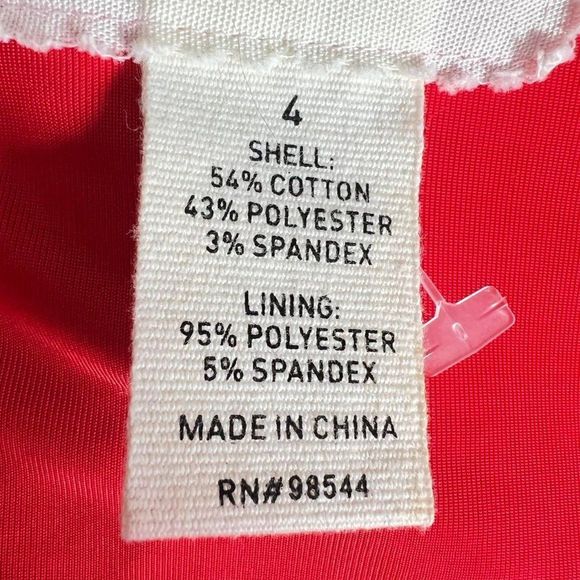 4
SHELL:
54% COTTON
43% POLYESTER
3% SPANDEX
LINING:
95% POLYESTER
5% SPANDEX
MADE IN CHINA
RN#98544